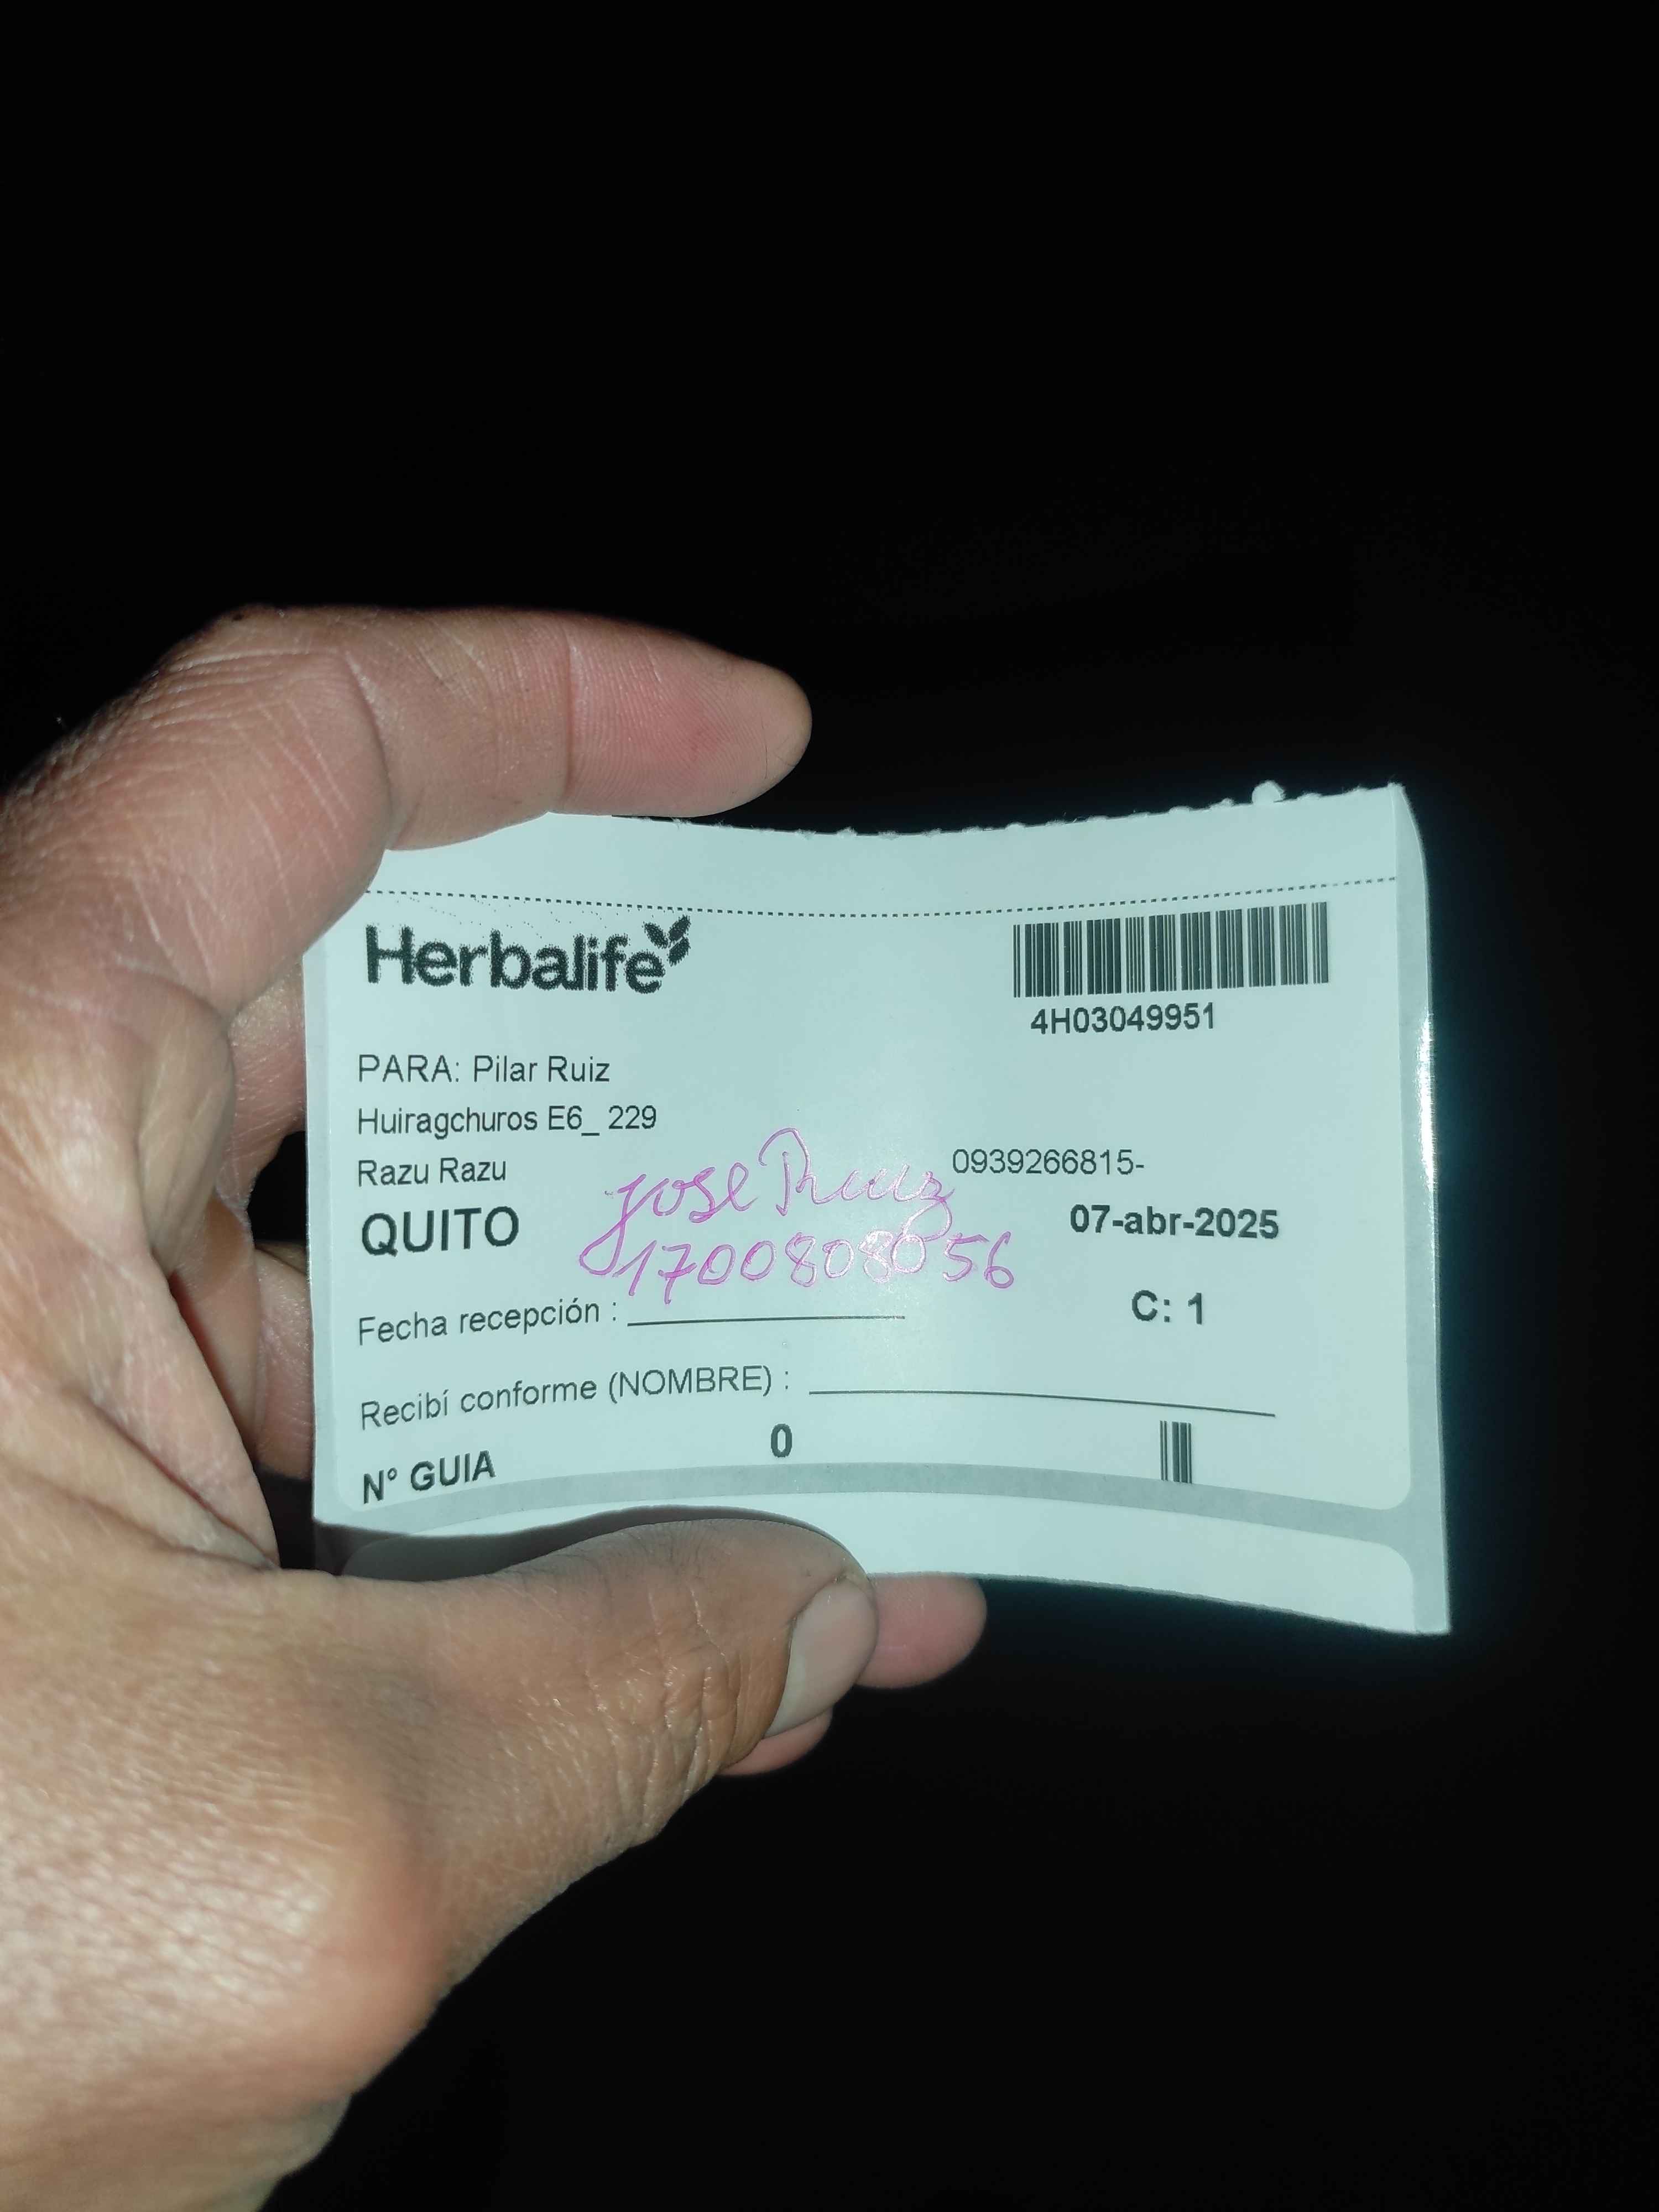 Herbalife
4H03049951
PARA: Pilar Ruiz
Huiragchuros E6_ 229
Razu Razu
0939266815-
Jose Ruiz
QUITO
07-abr-2025
1700808056
Fecha recepción :
C: 1
Recibí conforme (NOMBRE) :
N° GUIA
0